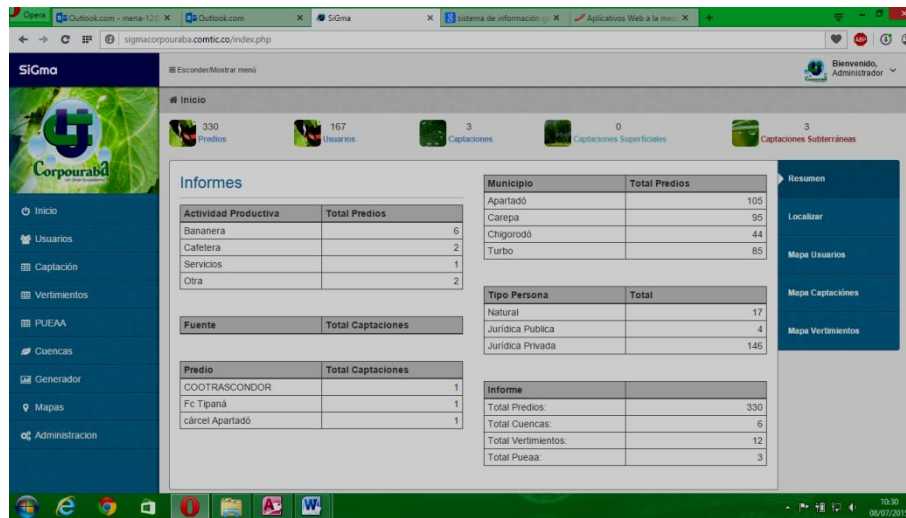 Opera
Outlook.com - mena-12
Outlook.com
SiGma
sistema de información g
Aplicativos Web a la med
sigmacorpouraba.comtic.co/index.php
ABP
SiGma
Esconder/Mostrar menú
Bienvenido,
Administrador
Corpouraba
Inicio
330
Predios
167
Usuarios
3
Captaciones
0
Captaciones Superficiales
3
Captaciones Subterráneas
Inicio
Usuarios
Captación
Vertimientos
PUEAA
Cuencas
Generador
Mapas
Administracion
Informes
Actividad Productiva Total Predios
Bananera 6
Cafetera 2
Servicios 1
Otra 2
Fuente Total Captaciones
Predio Total Captaciones
COOTRASCONDOR 1
Fc Tipaná 1
cárcel Apartadó 1
Municipio Total Predios
Apartadó 105
Carepa 95
Chigorodó 44
Turbo 85
Tipo Persona Total
Natural 17
Jurídica Publica 4
Jurídica Privada 146
Informe
Total Predios: 330
Total Cuencas: 6
Total Vertimientos: 12
Total Pueaa: 3
Resumen
Localizar
Mapa Usuarios
Mapa Captaciónes
Mapa Vertimientos
10:30
08/07/201